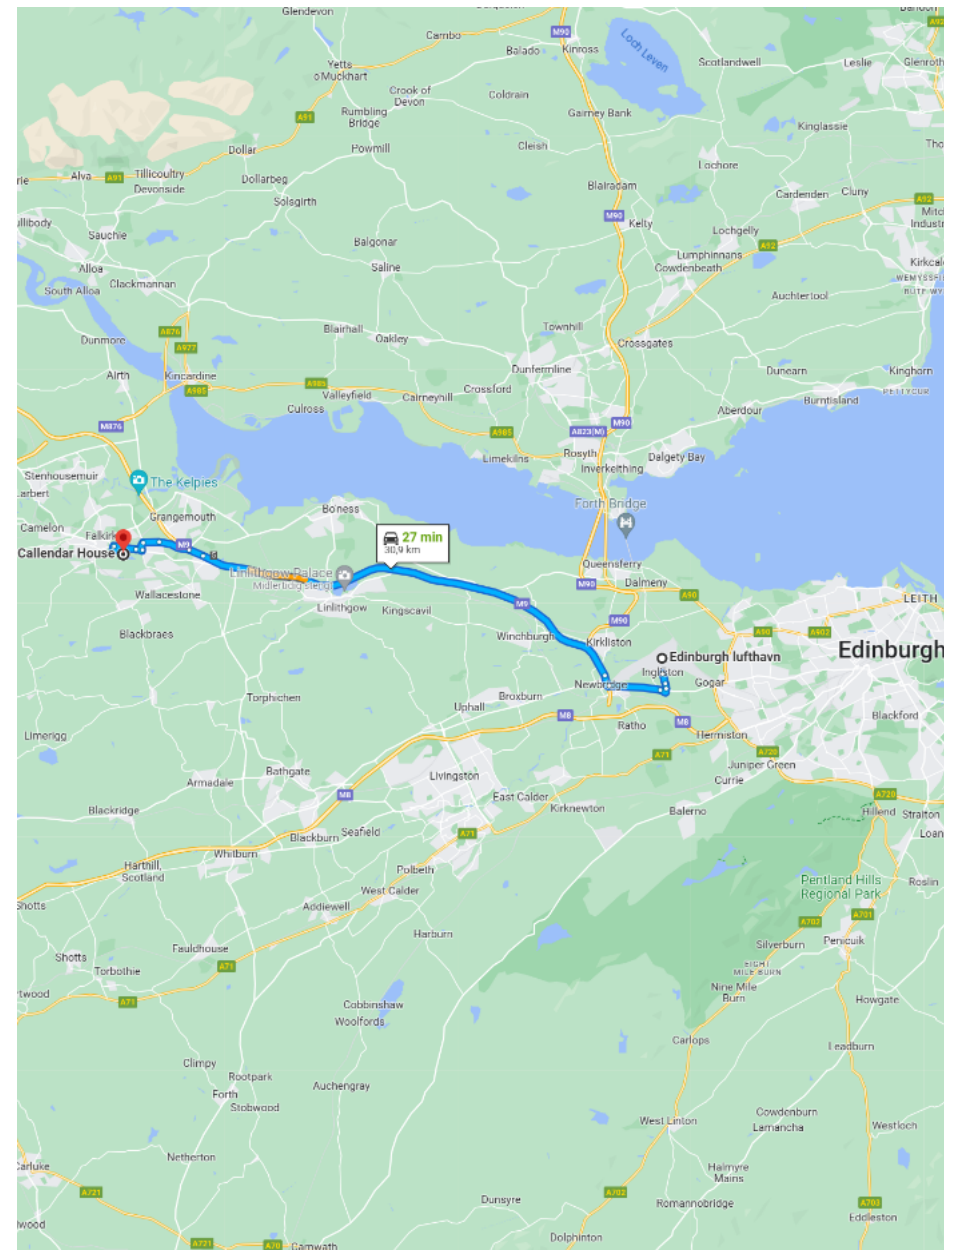 Glendevon
Cambo
M90
Balado
Kinross
Loch Leven
Scotlandwell
Leslie
Glenroth
Yetts
o'Muckhart
Crook of
Devon
Coldrain
A91
Rumbling
Bridge
Gairney Bank
Kinglassie
Powmill
Cleish
Dollar
Lochore
Alva
A91
Tillicoultry
Devonside
Dollarbeg
Blairadam
Cardenden
Cluny
A92
Solsgirth
M90
Kelty
Lochgelly
Sauchie
Balgonar
A92
Lumphinnans
Cowdenbeath
Alloa
Saline
Clackmannan
South Alloa
Auchtertool
Dunmore
A876
A977
Blairhall
Oakley
Townhill
Crossgates
Airth
Kincardine
A985
A985
Valleyfield
Culross
Cairneyhill
Crossford
Dunfermline
Dunearn
Kinghorn
PETTYCUR
Burntisland
Aberdour
M876
A985
A823(M)
M90
Limekilns
Rosyth
Inverkeithing
Dalgety Bay
Stenhousemuir
The Kelpies
Camelon
Grangemouth
Bo'ness
Forth Bridge
27 min
30,9 km
Callendar House
M9
Linlithgow Palace
Midlertidig stengt
Queensferry
M90
Dalmeny
A90
LEITH
Wallacestone
Linlithgow
Kingscavil
M9
M90
Blackbraes
Winchburgh
Kirkliston
A90
A902
Edinburgh
Edinburgh lufthavn
Ingliston
Newbridge
Gogar
Torphichen
Broxburn
Uphall
M8
Ratho
M8
Blackford
Limerigg
Hermiston
A71
A720
Juniper Green
Bathgate
Livingston
Currie
Armadale
M8
East Calder
A720
Blackridge
Kirknewton
Balerno
Hillend
Straiton
Blackburn
Seafield
A71
Whitburn
Harthill,
Scotland
Polbeth
Pentland Hills
Regional Park
Roslin
West Calder
Addiewell
A702
A701
Harburn
Silverburn
Penicuik
Fauldhouse
Shotts
Torbothie
A71
EIGHT
MILE BURN
Nine Mile
Burn
A71
Cobbinshaw
Howgate
Woolfords
Carlops
Leadburn
Climpy
Rootpark
Auchengray
Forth
Stobwood
Cowdenburn
West Linton
Lamancha
Westloch
Netherton
Halmyre
Mains
A721
Dunsyre
A702
Romannobridge
A703
Eddleston
Dolphinton
A721
A70
Carnwath